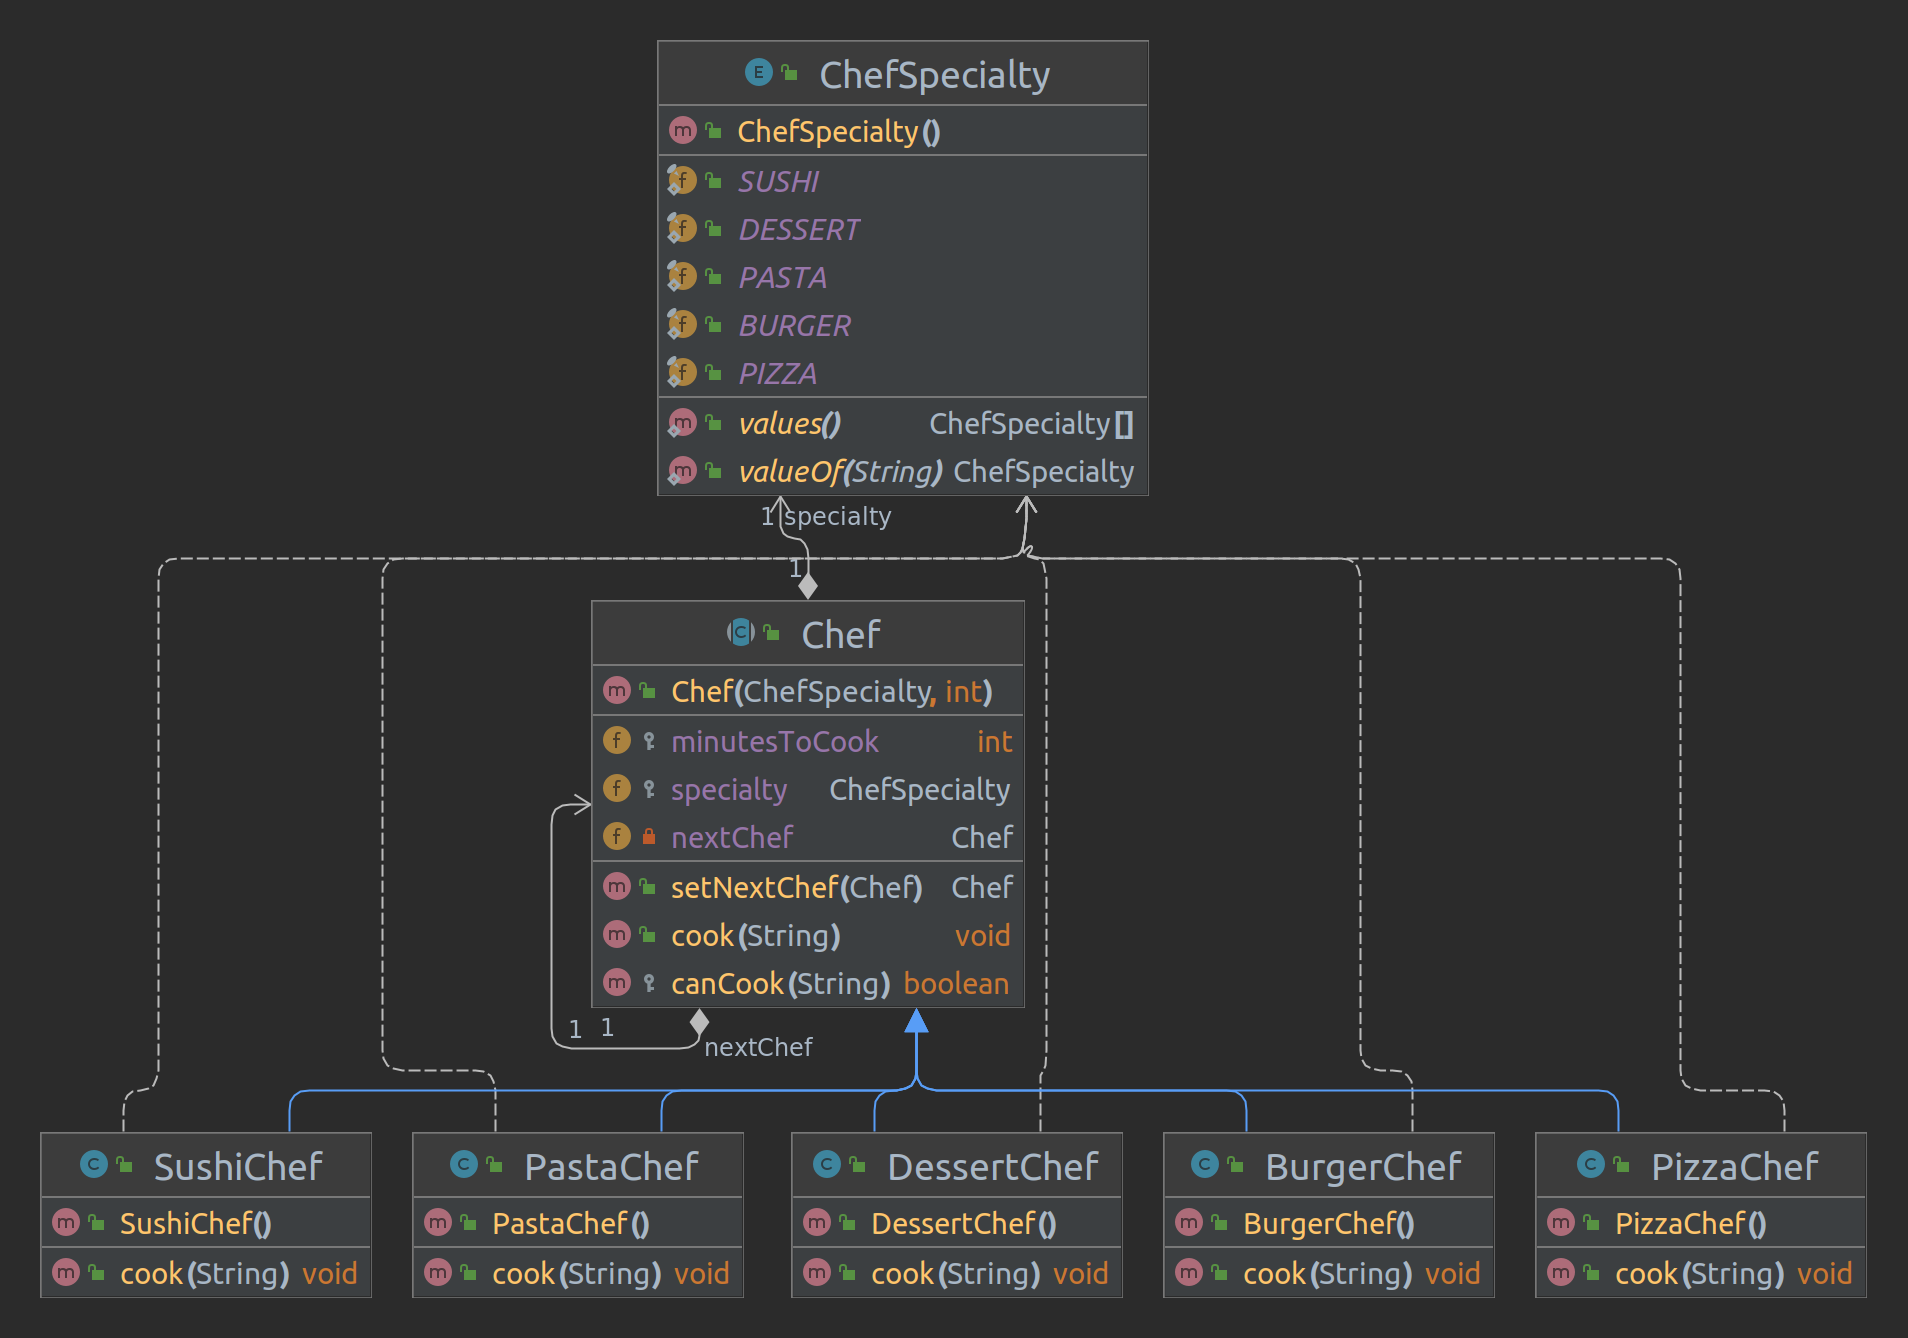 E ChefSpecialty
m ChefSpecialty()
f SUSHI
f DESSERT
f PASTA
f BURGER
f PIZZA
m values() ChefSpecialty[]
m valueOf(String) ChefSpecialty
1 specialty
1
C Chef
m Chef(ChefSpecialty, int)
f minutesToCook int
f specialty ChefSpecialty
f nextChef Chef
m setNextChef(Chef) Chef
m cook(String) void
m canCook(String) boolean
1 1
nextChef
C SushiChef
m SushiChef()
m cook(String) void
C PastaChef
m PastaChef()
m cook(String) void
C DessertChef
m DessertChef()
m cook(String) void
C BurgerChef
m BurgerChef()
m cook(String) void
C PizzaChef
m PizzaChef()
m cook(String) void